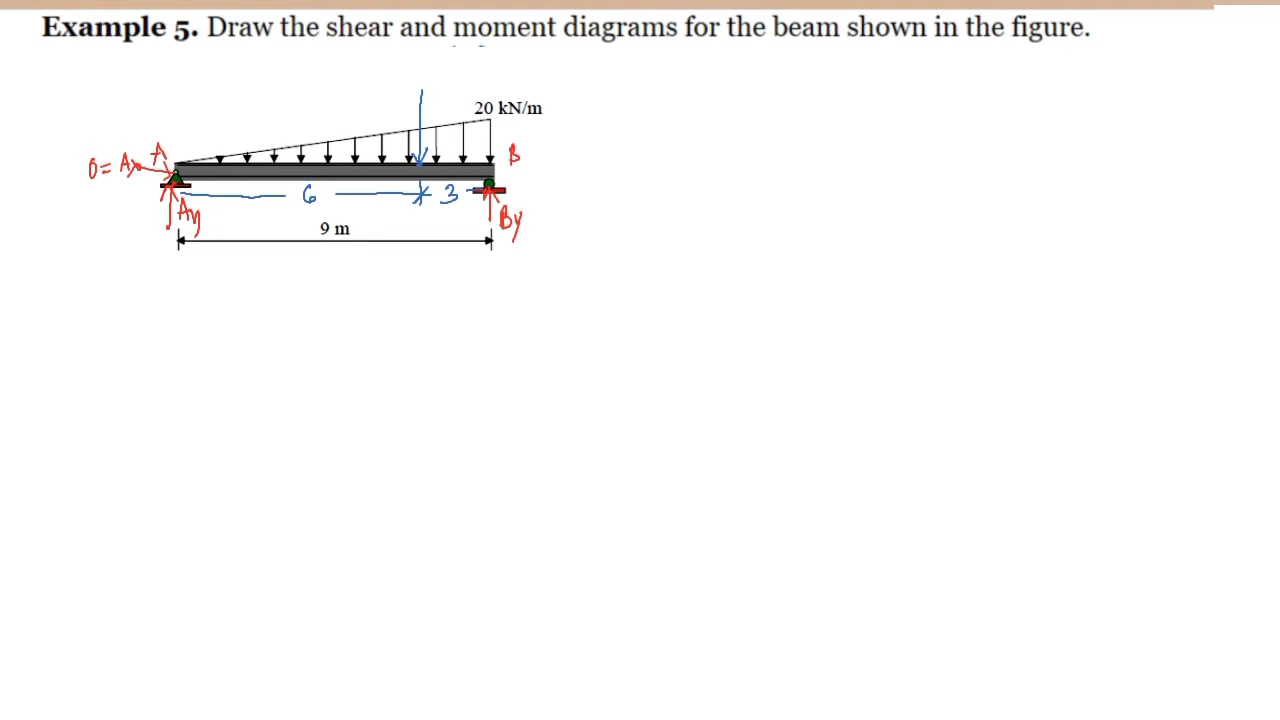 Example 5. Draw the shear and moment diagrams for the beam shown in the figure.
20 kN/m
0 = Ax A B
6 3
Ay By
9 m